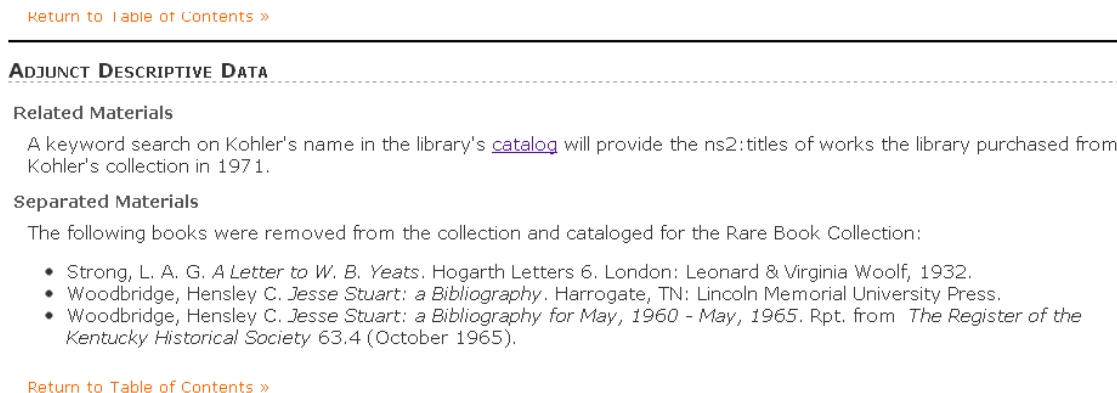 Return to Table of Contents »
ADJUNCT DESCRIPTIVE DATA
Related Materials
A keyword search on Kohler's name in the library's catalog will provide the ns2:titles of works the library purchased from
Kohler's collection in 1971.
Separated Materials
The following books were removed from the collection and cataloged for the Rare Book Collection:
• Strong, L. A. G. A Letter to W. B. Yeats. Hogarth Letters 6. London: Leonard & Virginia Woolf, 1932.
• Woodbridge, Hensley C. Jesse Stuart: a Bibliography. Harrogate, TN: Lincoln Memorial University Press.
• Woodbridge, Hensley C. Jesse Stuart: a Bibliography for May, 1960 - May, 1965. Rpt. from The Register of the
Kentucky Historical Society 63.4 (October 1965).
Return to Table of Contents »